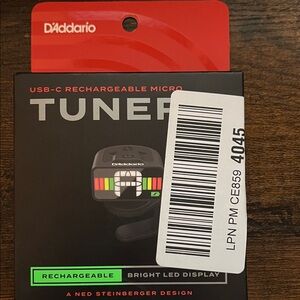 D'Addario
USB-C RECHARGEABLE MICRO
TUNER
D'Addario
A
RECHARGEABLE
BRIGHT LED DISPLAY
A NED STEINBERGER DESIGN
LPN PM CE859 4045